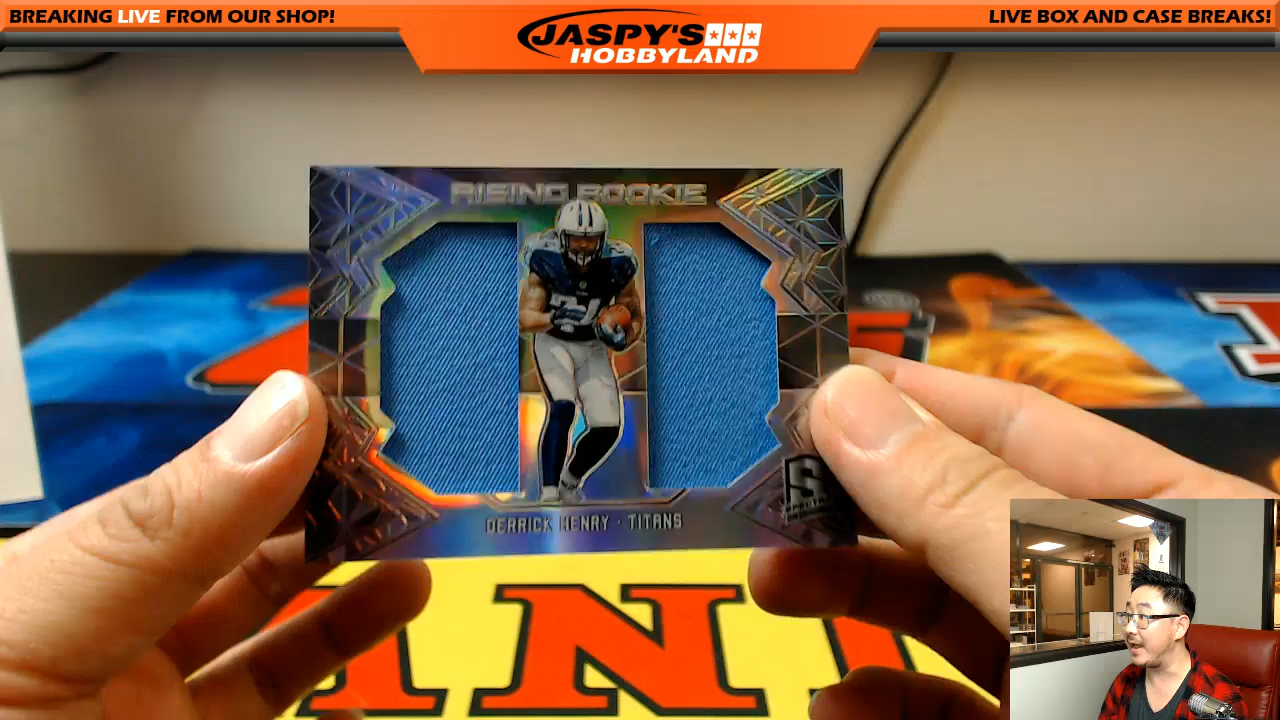 BREAKING LIVE FROM OUR SHOP!
JASPY'S
HOBBYLAND
LIVE BOX AND CASE BREAKS!
RISING ROOKIE
DERRICK HENRY · TITANS